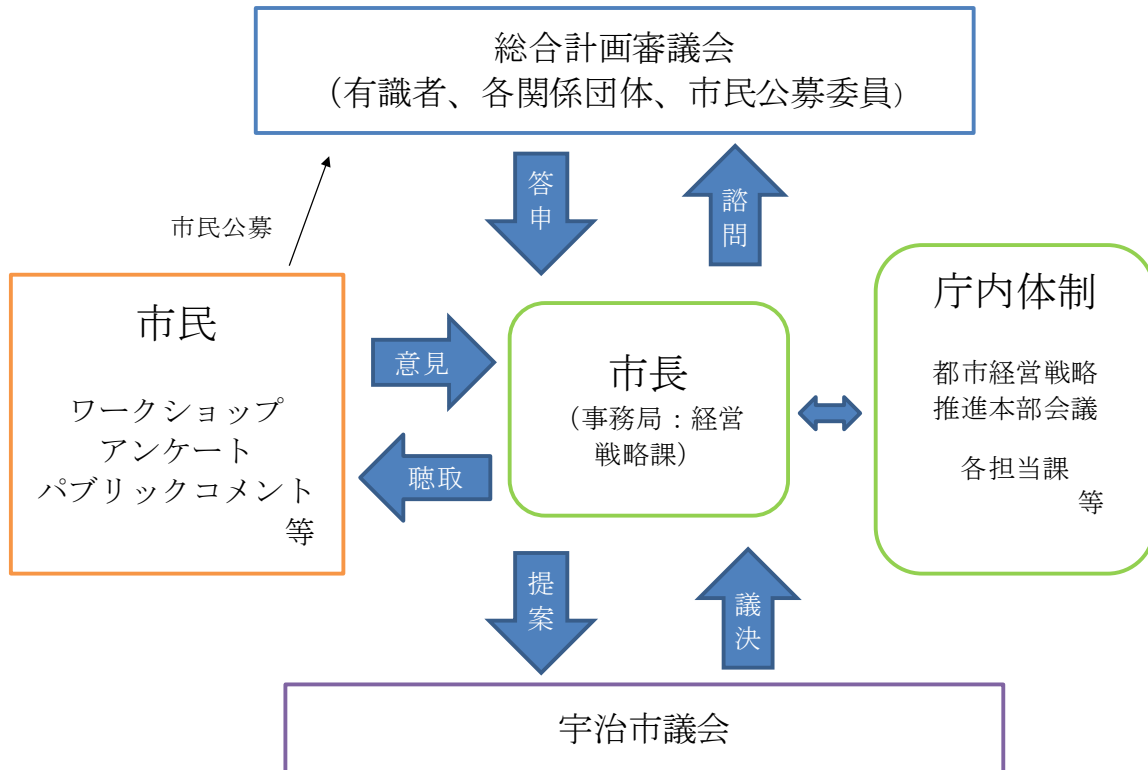 総合計画審議会
（有識者、各関係団体、市民公募委員）
答申
諮問
市民公募
市民
ワークショップ
アンケート
パブリックコメント
等
意見
聴取
市長
（事務局：経営
戦略課）
庁内体制
都市経営戦略
推進本部会議
各担当課
等
提案
議決
宇治市議会